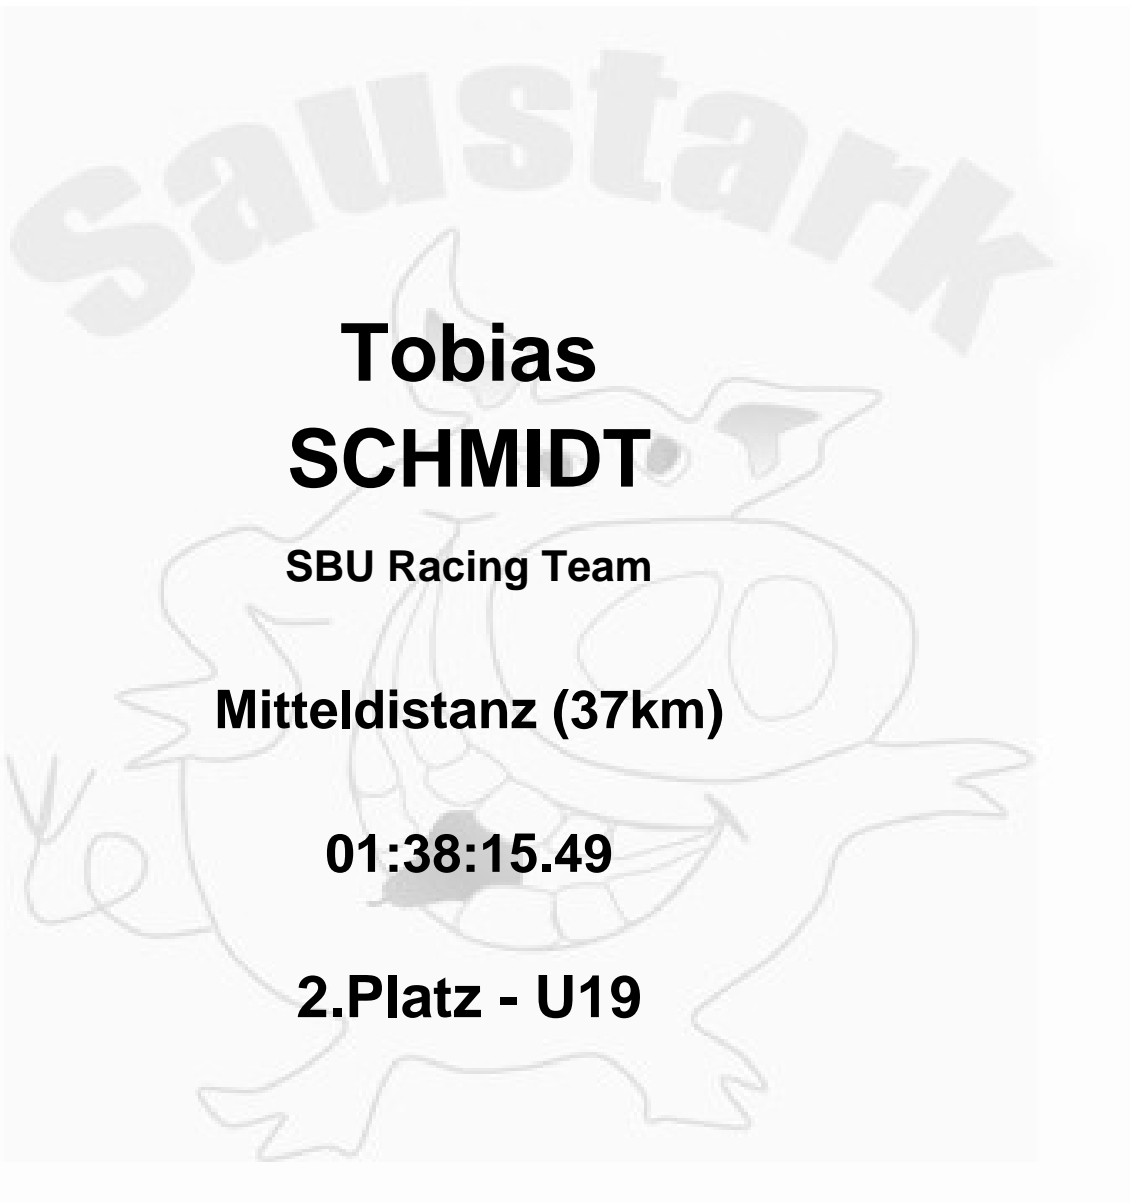 Saustark
Tobias
SCHMIDT
SBU Racing Team
Mitteldistanz (37km)
01:38:15.49
2.Platz - U19